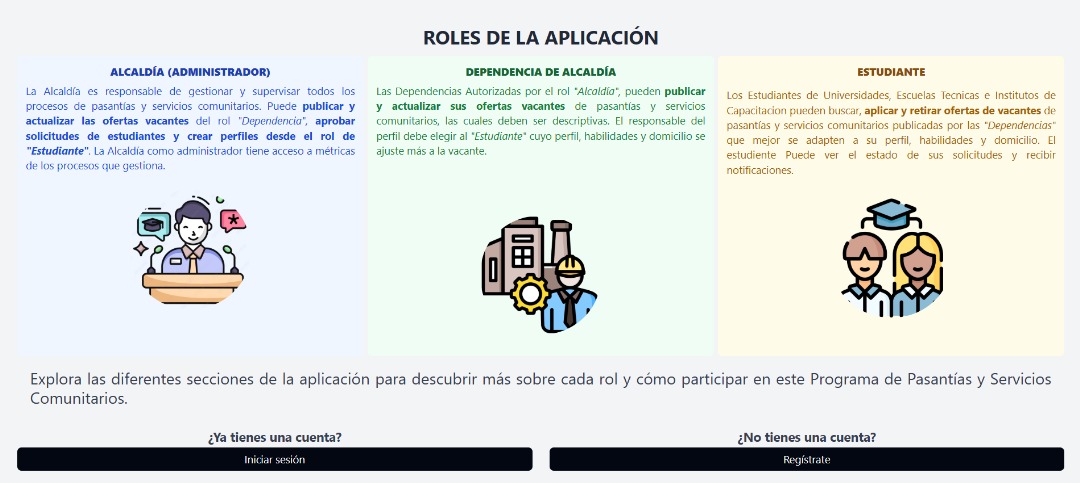 ROLES DE LA APLICACIÓN
ALCALDÍA (ADMINISTRADOR)
La Alcaldía es responsable de gestionar y supervisar todos los
procesos de pasantías y servicios comunitarios. Puede publicar y
actualizar las ofertas vacantes del rol "Dependencia", aprobar
solicitudes de estudiantes y crear perfiles desde el rol de
"Estudiante". La Alcaldía como administrador tiene acceso a métricas
de los procesos que gestiona.
DEPENDENCIA DE ALCALDÍA
Las Dependencias Autorizadas por el rol "Alcaldía", pueden publicar
y actualizar sus ofertas vacantes de pasantías y servicios
comunitarios, las cuales deben ser descriptivas. El responsable del
perfil debe elegir al "Estudiante" cuyo perfil, habilidades y domicilio se
ajuste más a la vacante.
ESTUDIANTE
Los Estudiantes de Universidades, Escuelas Tecnicas e Institutos de
Capacitacion pueden buscar, aplicar y retirar ofertas de vacantes de
pasantías y servicios comunitarios publicadas por las "Dependencias"
que mejor se adapten a su perfil, habilidades y domicilio. El
estudiante Puede ver el estado de sus solicitudes y recibir
notificaciones.
Explora las diferentes secciones de la aplicación para descubrir más sobre cada rol y cómo participar en este Programa de Pasantías y Servicios
Comunitarios.
¿Ya tienes una cuenta?
Iniciar sesión
¿No tienes una cuenta?
Regístrate